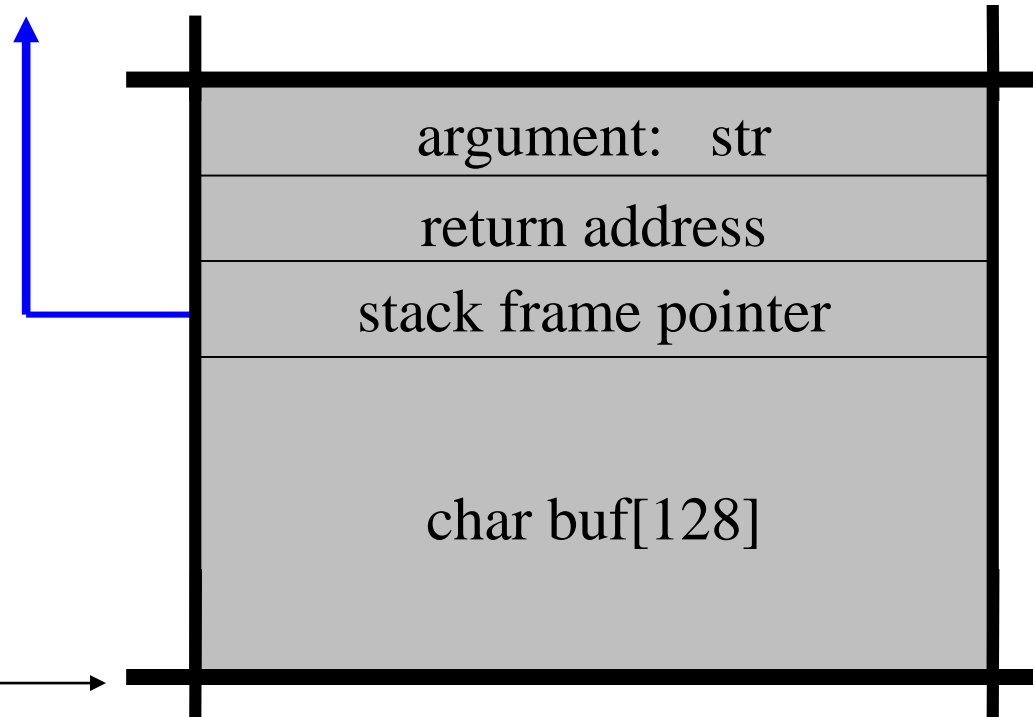 argument: str
return address
stack frame pointer
char buf[128]